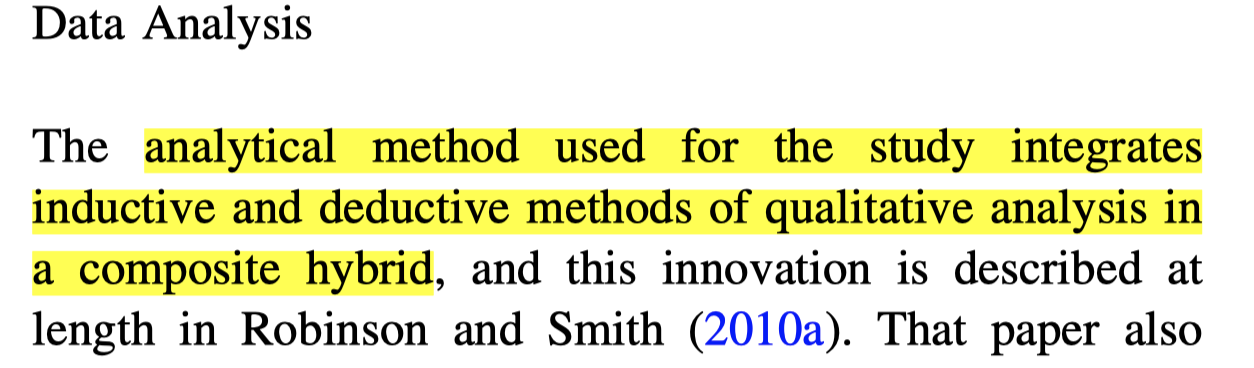 Data Analysis
The analytical method used for the study integrates
inductive and deductive methods of qualitative analysis in
a composite hybrid, and this innovation is described at
length in Robinson and Smith (2010a). That paper also